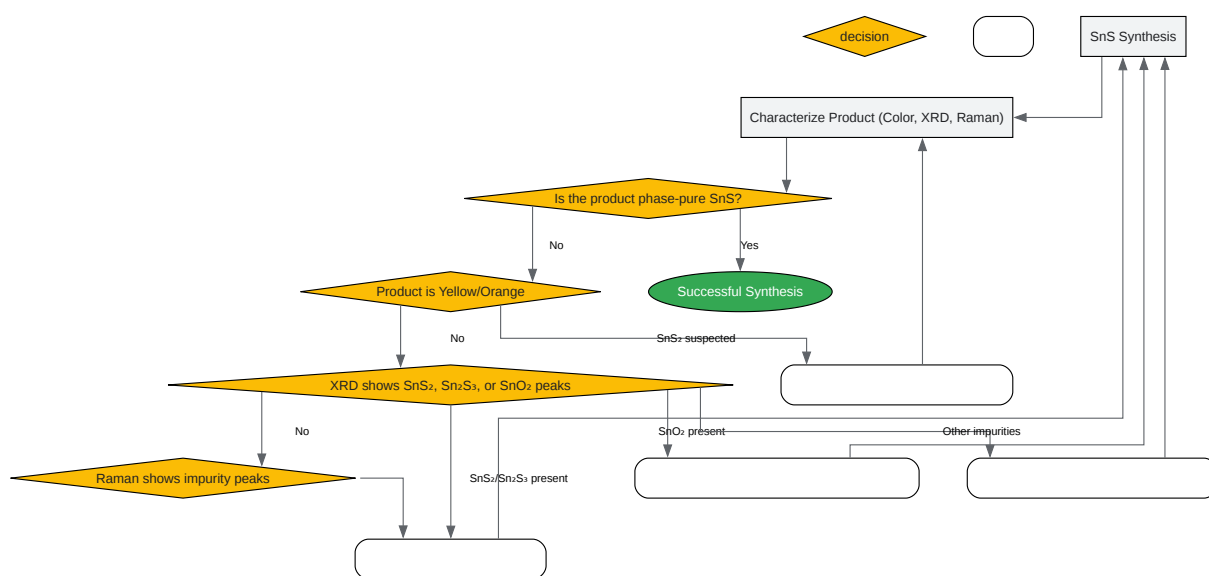 decision
SnS Synthesis
Characterize Product (Color, XRD, Raman)
Is the product phase-pure SnS?
No
Yes
Product is Yellow/Orange
Successful Synthesis
No
SnS₂ suspected
XRD shows SnS₂, Sn₂S₃, or SnO₂ peaks
No
SnO₂ present
Other impurities
Raman shows impurity peaks
SnS₂/Sn₂S₃ present